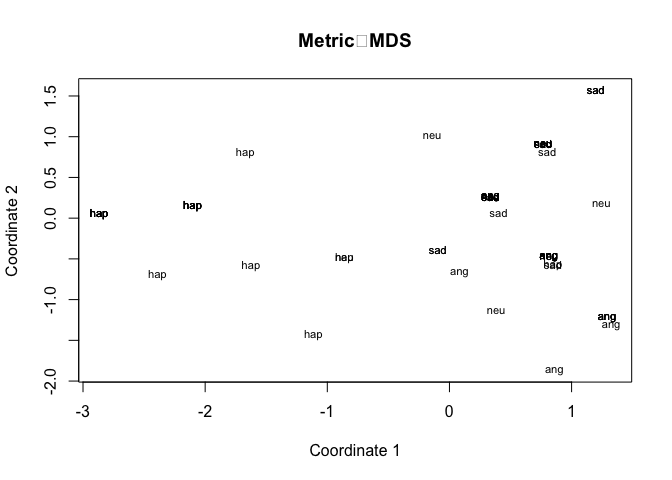 Metric MDS
sad
neu
neu
sad
hap
sad
neu
sad
sad
hap
hap
sad
ang
hap
hap
hap
hap
ang
neu
ang
ang
hap
ang
1.5
1.0
0.5
0.0
-1.0
-2.0
Coordinate 2
-3
-2
-1
0
1
Coordinate 1